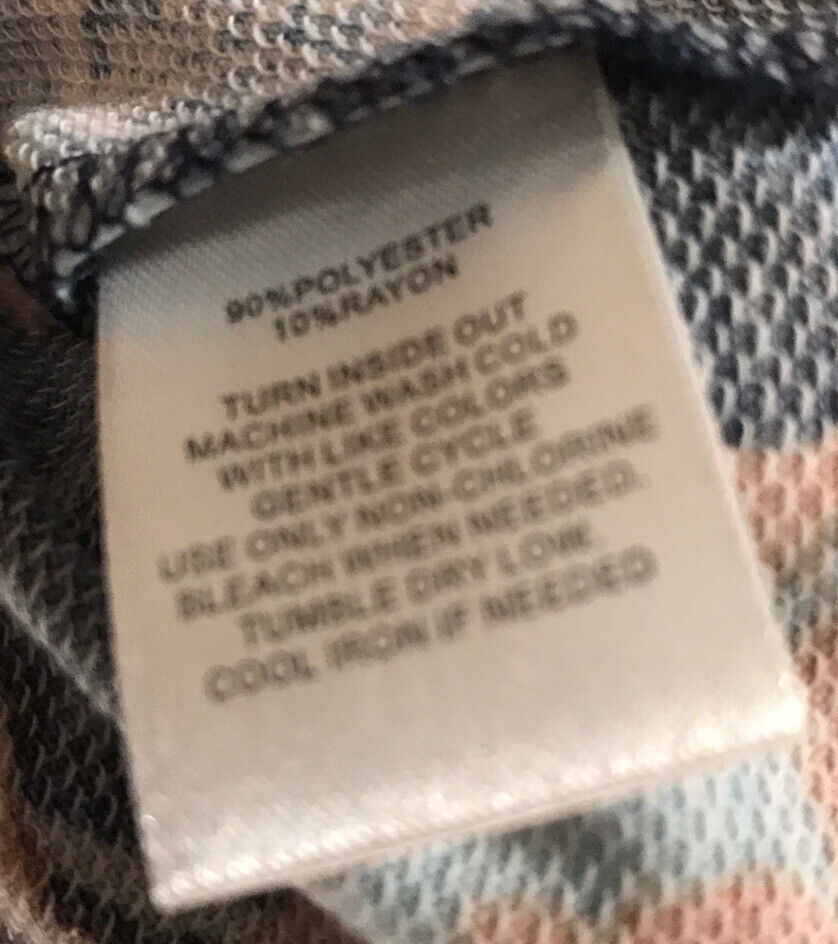 90%POLYESTER
10%RAYON
TURN INSIDE OUT
MACHINE WASH COLD
WITH LIKE COLORS
GENTLE CYCLE
USE ONLY NON-CHLORINE
BLEACH WHEN NEEDED.
TUMBLE DRY LOW.
COOL IRON IF NEEDED